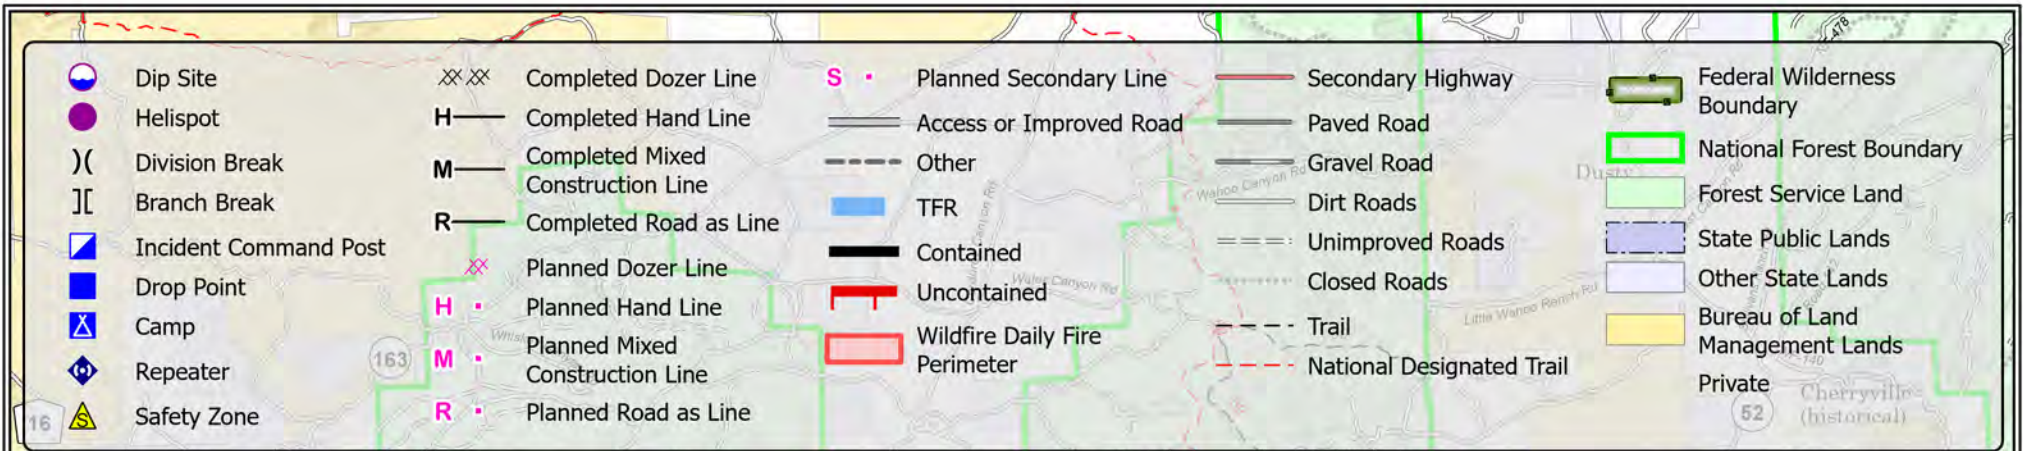 Dip Site
Helispot
)( Division Break
][ Branch Break
Incident Command Post
Drop Point
Camp
Repeater
S Safety Zone
Completed Dozer Line
H Completed Hand Line
M Completed Mixed
Construction Line
R Completed Road as Line
Planned Dozer Line
H Planned Hand Line
M Planned Mixed
Construction Line
R Planned Road as Line
S Planned Secondary Line
Access or Improved Road
Other
TFR
Contained
Uncontained
Wildfire Daily Fire
Perimeter
Secondary Highway
Paved Road
Gravel Road
Dirt Roads
Unimproved Roads
Closed Roads
Trail
National Designated Trail
Federal Wilderness
Boundary
National Forest Boundary
Forest Service Land
State Public Lands
Other State Lands
Bureau of Land
Management Lands
Private
16
163
Wahoo Canyon Rd
Dusty
Little Wahoo Ranch Rd
52
Cherryville
(historical)